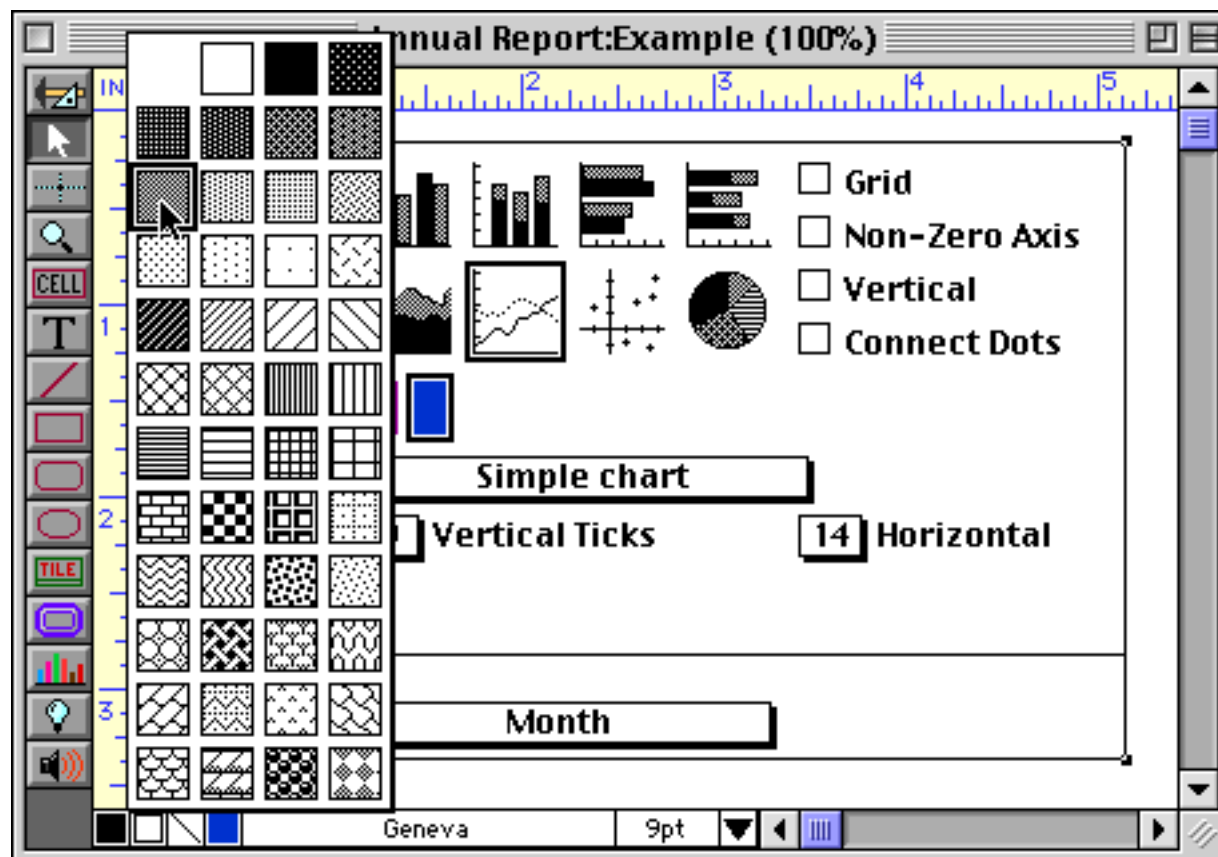 nnual Report:Example (100%)
IN
2
3
4
5
Grid
Non-Zero Axis
CELL
Vertical
T
1
Connect Dots
Simple chart
2
Vertical Ticks
14
Horizontal
TILE
3
Month
Geneva
9pt